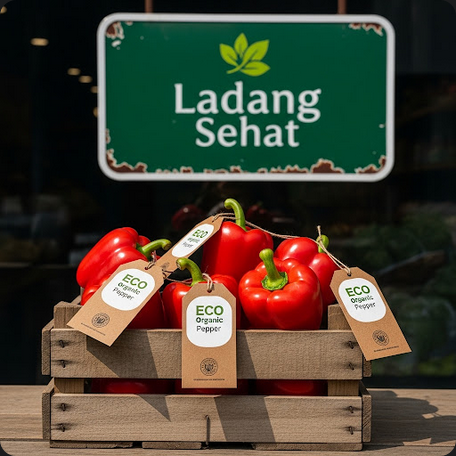 Ladang
Sehat
ECO
Organic
Pepper
ECO
Organic
Pepper
ECO
Organic
Pepper
ECO
Organic
Pepper